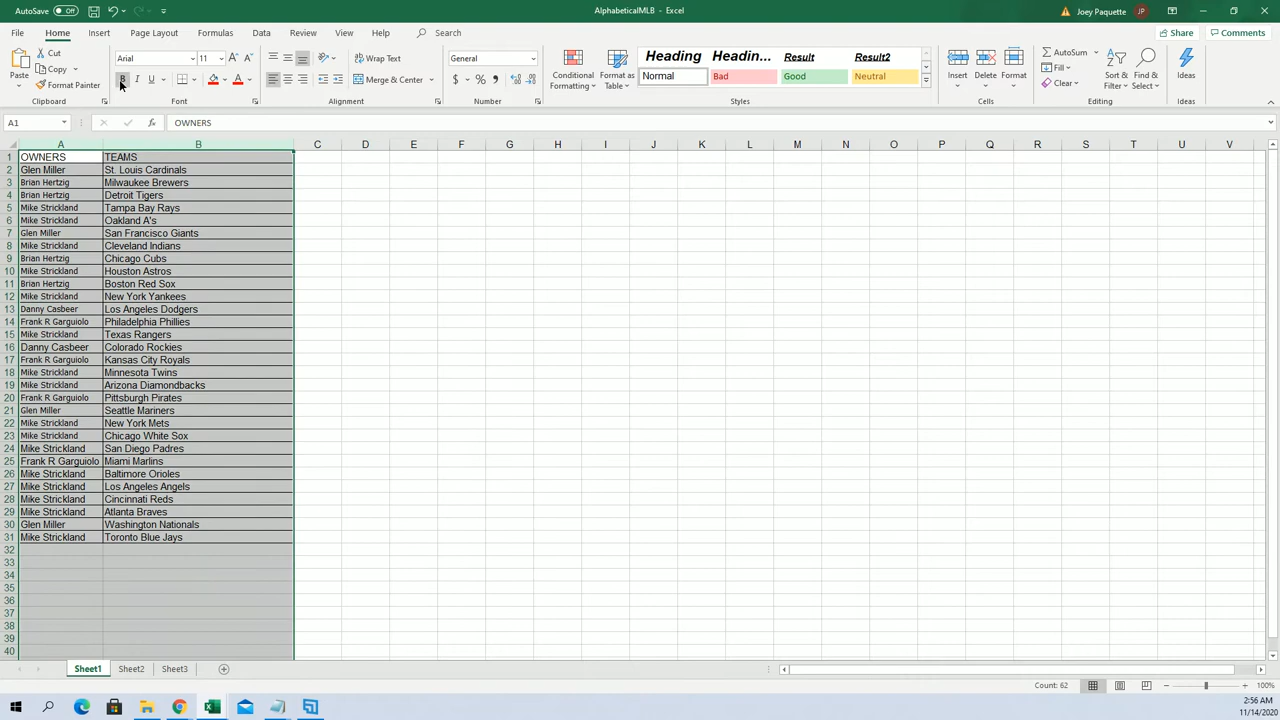 AutoSave Off AlphabeticalMLB - Excel Joey Paquette JP
File Home Insert Page Layout Formulas Data Review View Help Search Share Comments
Paste Cut Copy Format Painter Clipboard
Arial 11 A A B I U A Font
ab Wrap Text Merge & Center Alignment
General $ % , Number
Conditional Formatting Format as Table
Heading Headin... Result Result2
Normal Bad Good Neutral
Styles
Insert Delete Format Cells
AutoSum Fill Clear Sort & Filter Find & Select Editing
Ideas Ideas
A1 fx OWNERS
A B C D E F G H I J K L M N O P Q R S T U V
1 OWNERS TEAMS
2 Glen Miller St. Louis Cardinals
3 Brian Hertzig Milwaukee Brewers
4 Brian Hertzig Detroit Tigers
5 Mike Strickland Tampa Bay Rays
6 Mike Strickland Oakland A's
7 Glen Miller San Francisco Giants
8 Mike Strickland Cleveland Indians
9 Brian Hertzig Chicago Cubs
10 Mike Strickland Houston Astros
11 Brian Hertzig Boston Red Sox
12 Mike Strickland New York Yankees
13 Danny Casbeer Los Angeles Dodgers
14 Frank R Garguiolo Philadelphia Phillies
15 Mike Strickland Texas Rangers
16 Danny Casbeer Colorado Rockies
17 Frank R Garguiolo Kansas City Royals
18 Mike Strickland Minnesota Twins
19 Mike Strickland Arizona Diamondbacks
20 Frank R Garguiolo Pittsburgh Pirates
21 Glen Miller Seattle Mariners
22 Mike Strickland New York Mets
23 Mike Strickland Chicago White Sox
24 Mike Strickland San Diego Padres
25 Frank R Garguiolo Miami Marlins
26 Mike Strickland Baltimore Orioles
27 Mike Strickland Los Angeles Angels
28 Mike Strickland Cincinnati Reds
29 Mike Strickland Atlanta Braves
30 Glen Miller Washington Nationals
31 Mike Strickland Toronto Blue Jays
32
33
34
35
36
37
38
39
40
Sheet1 Sheet2 Sheet3
Count: 62 100%
2:56 AM
11/14/2020